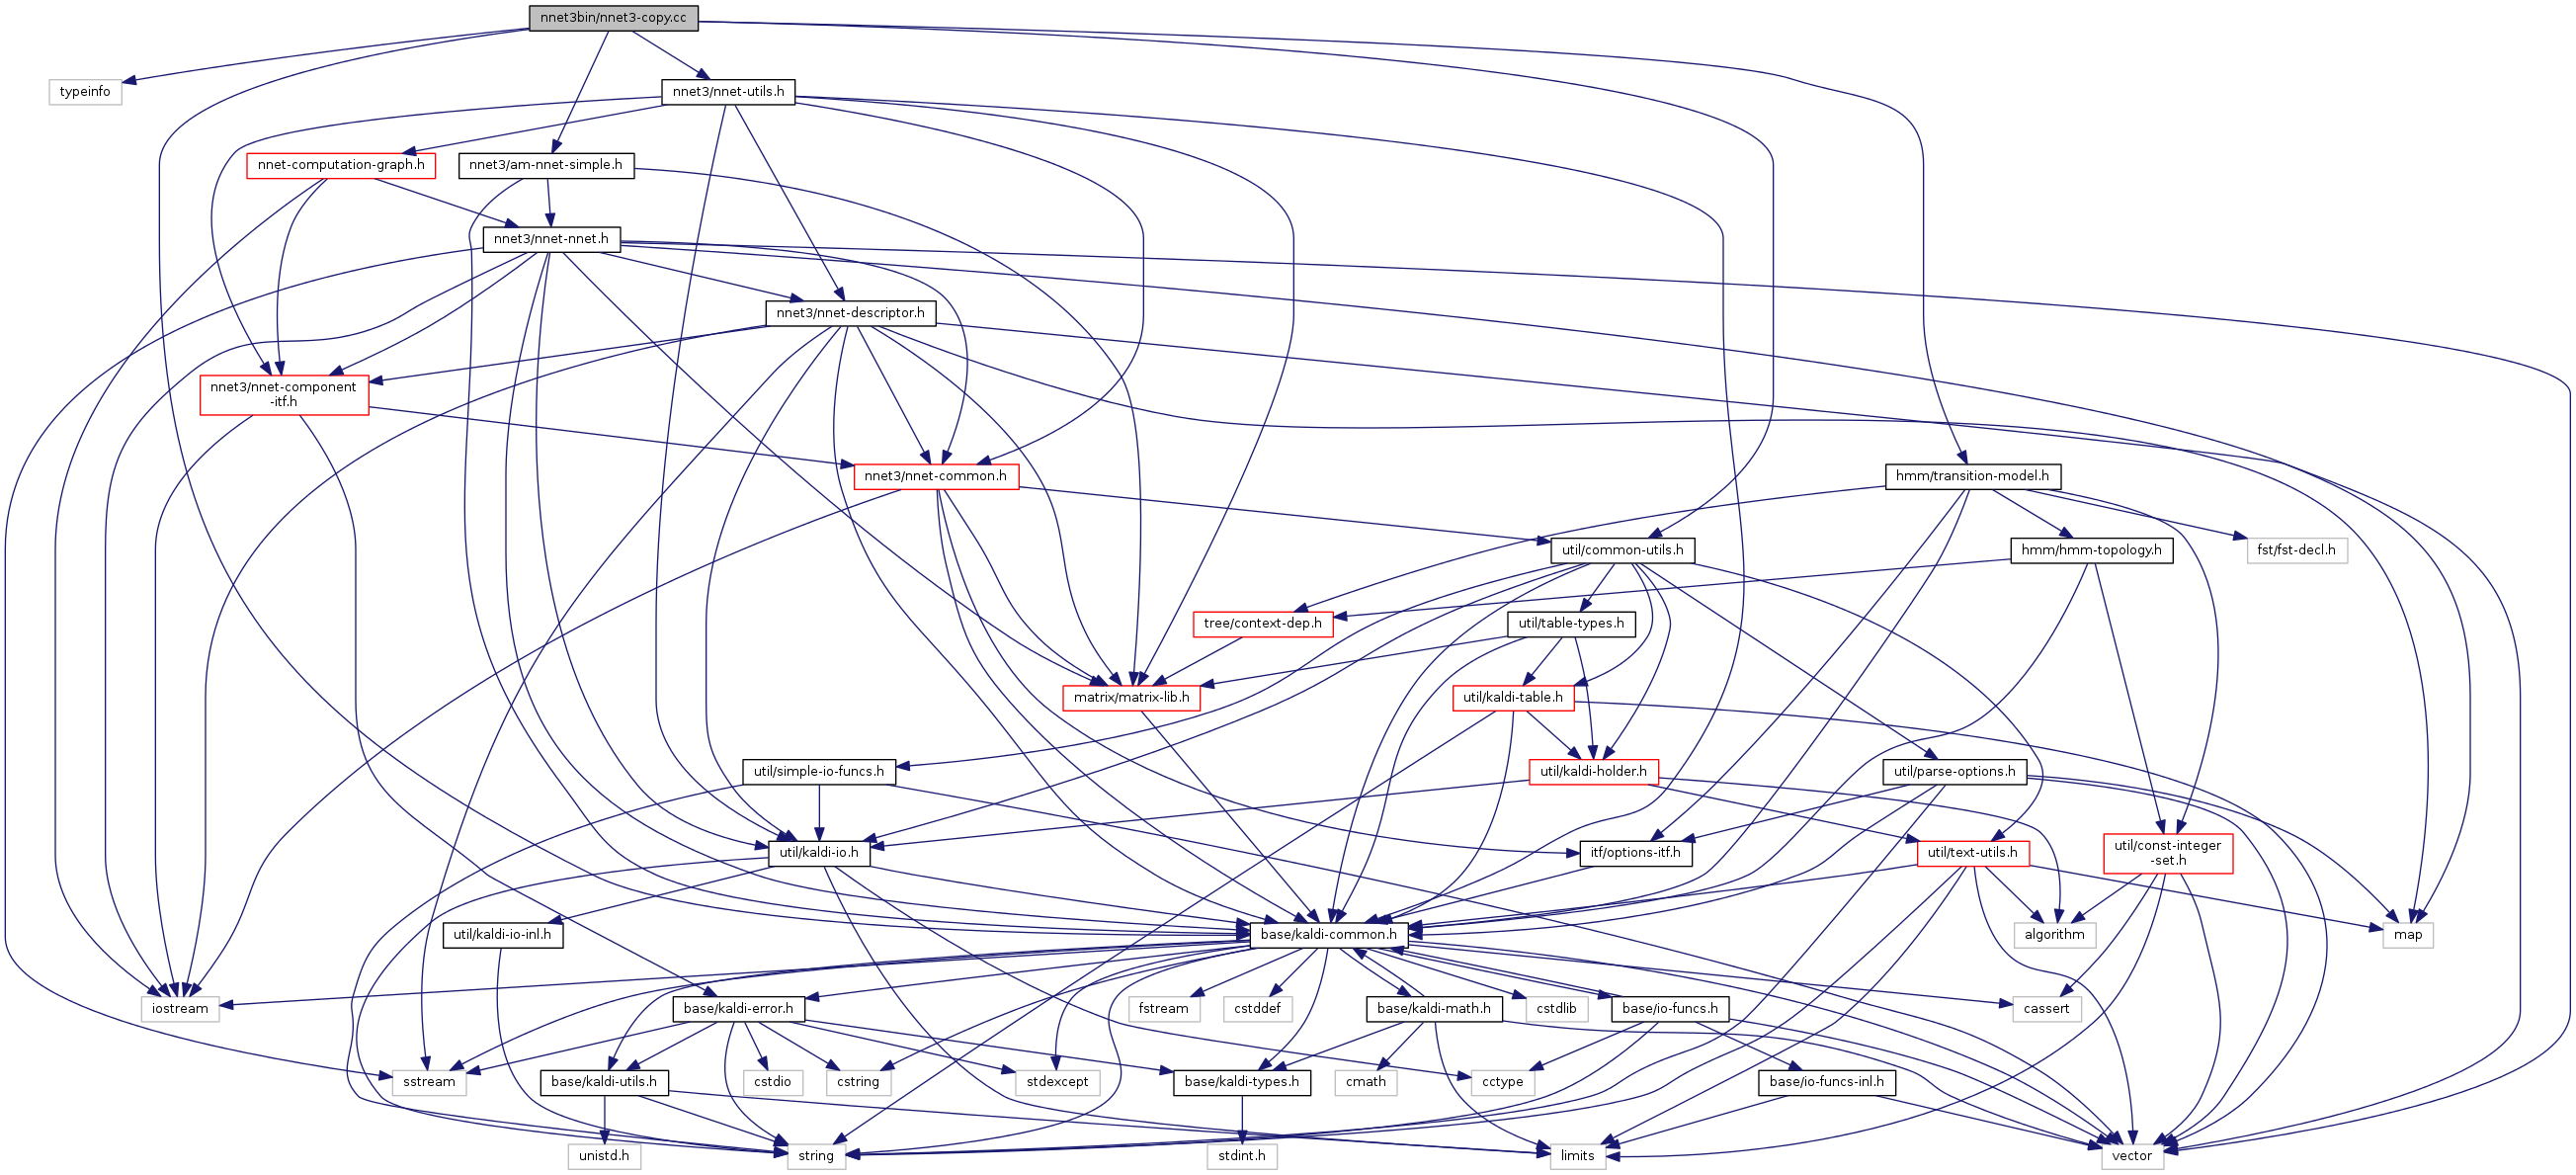 nnet3bin/nnet3-copy.cc
typeinfo
nnet3/nnet-utils.h
nnet-computation-graph.h
nnet3/am-nnet-simple.h
nnet3/nnet-nnet.h
nnet3/nnet-descriptor.h
nnet3/nnet-component
-itf.h
nnet3/nnet-common.h
hmm/transition-model.h
util/common-utils.h
hmm/hmm-topology.h
fst/fst-decl.h
tree/context-dep.h
util/table-types.h
matrix/matrix-lib.h
util/kaldi-table.h
util/simple-io-funcs.h
util/kaldi-holder.h
util/parse-options.h
util/kaldi-io.h
itf/options-itf.h
util/text-utils.h
util/const-integer
-set.h
util/kaldi-io-inl.h
base/kaldi-common.h
algorithm
map
iostream
base/kaldi-error.h
fstream
cstddef
base/kaldi-math.h
cstdlib
base/io-funcs.h
cassert
sstream
base/kaldi-utils.h
cstdio
cstring
stdexcept
base/kaldi-types.h
cmath
cctype
base/io-funcs-inl.h
unistd.h
string
stdint.h
limits
vector